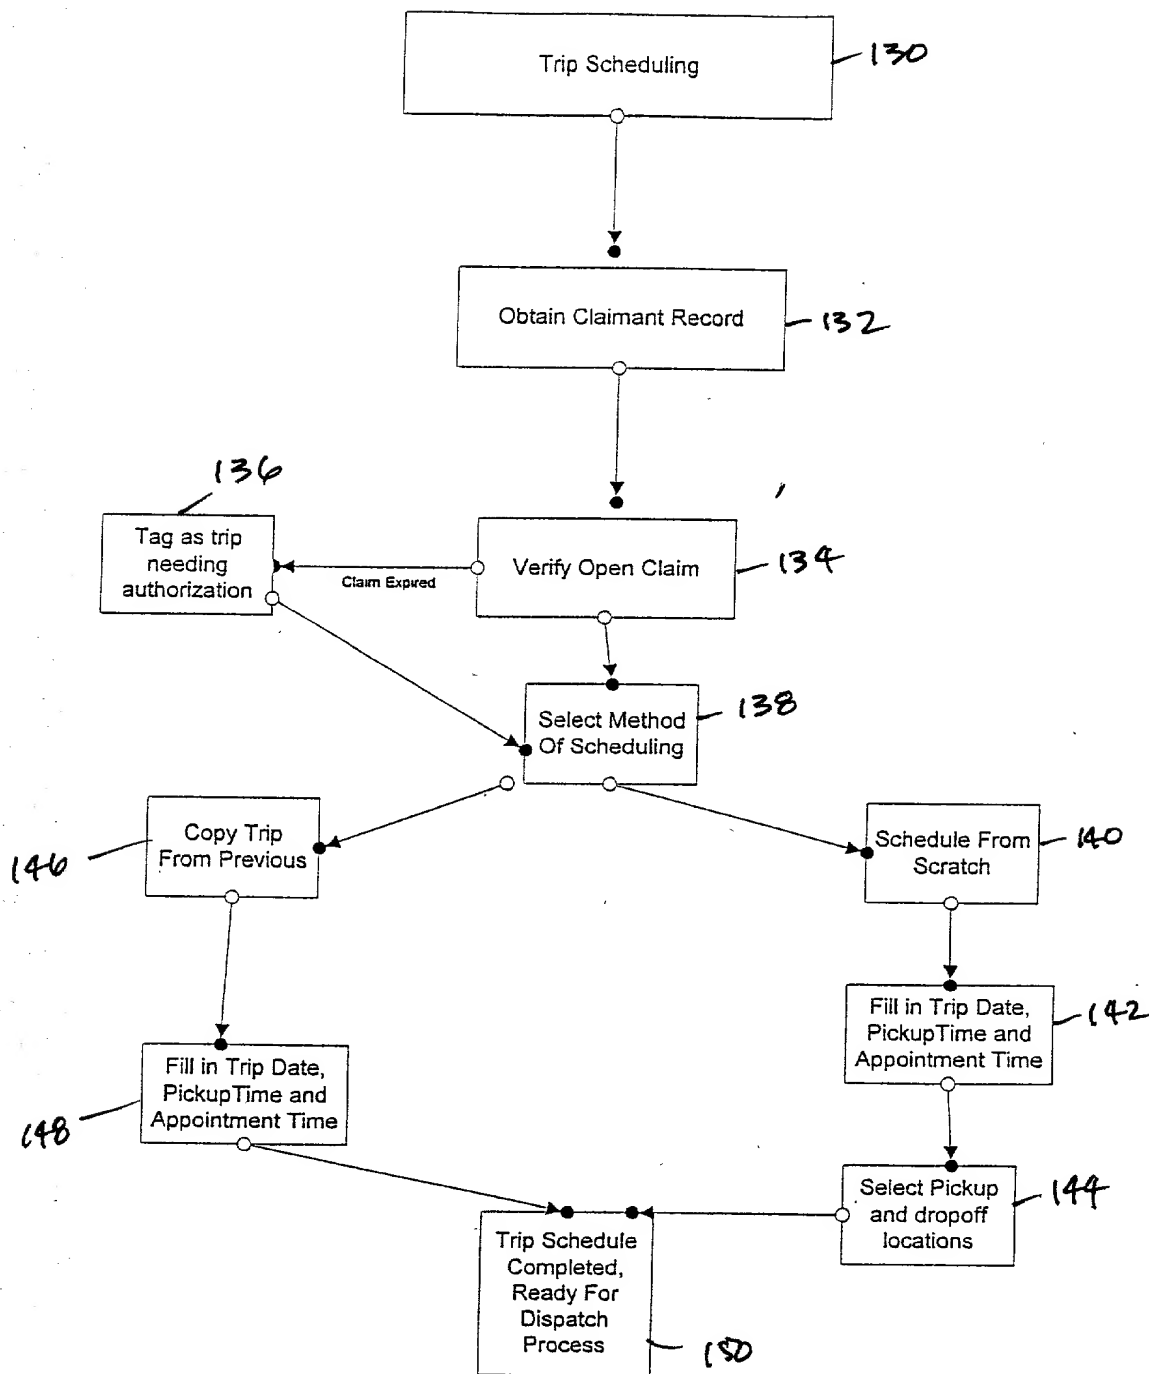 Trip Scheduling
130
Obtain Claimant Record
132
136
Tag as trip
needing
authorization
Claim Expired
Verify Open Claim
134
Select Method
Of Scheduling
138
Copy Trip
From Previous
146
Schedule From
Scratch
140
Fill in Trip Date,
PickupTime and
Appointment Time
142
Fill in Trip Date,
PickupTime and
Appointment Time
148
Select Pickup
and dropoff
locations
144
Trip Schedule
Completed,
Ready For
Dispatch
Process
150